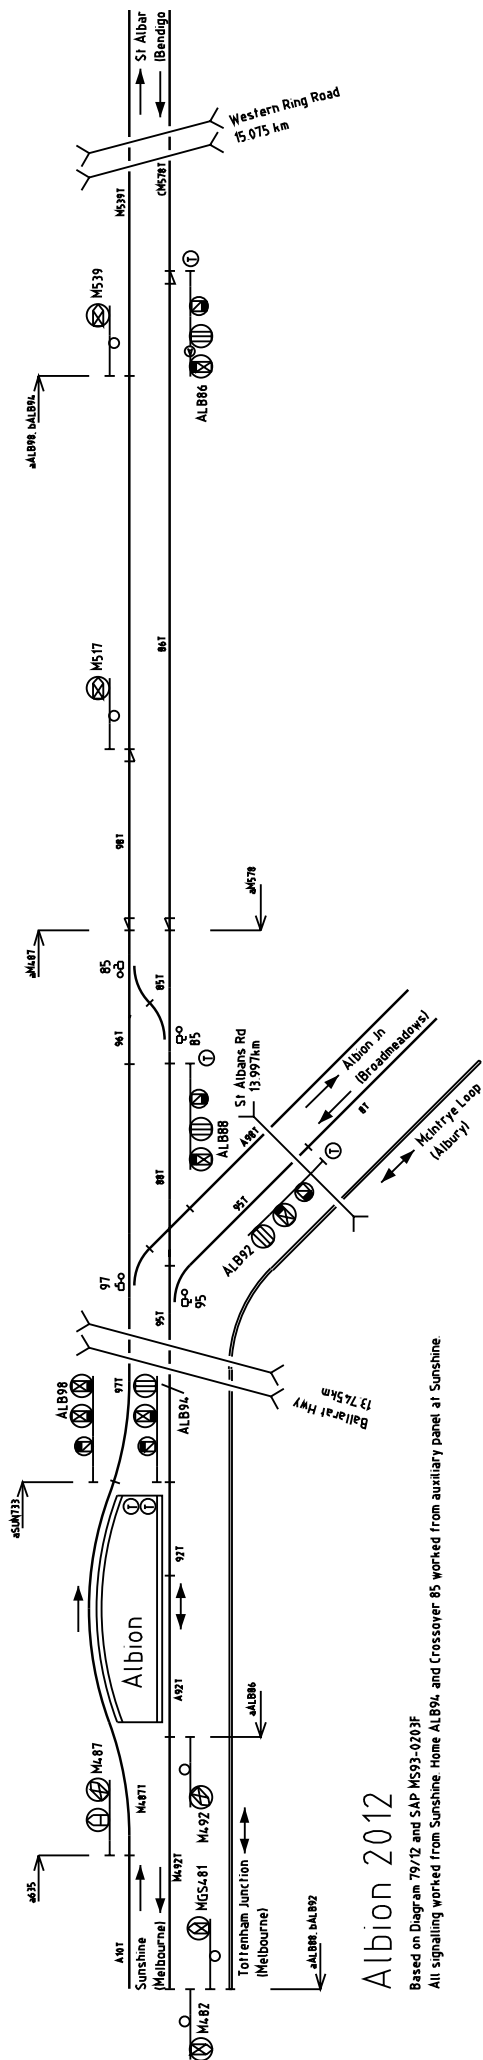 St Albar
(Bendigo
Western Ring Road
15.075 km
M539T
CM578T
M539
ALB86
aALB98. bALB94
M517
86T
98T
aM578
aM487
85
85T
96T
85
St Albans Rd
13.997km
ALB88
A98T
88T
Albion Jn
(Broadmeadows)
8T
McIntrye Loop
(Albury)
95T
ALB92
97
95
95T
Ballarat Hwy
13.745km
97T
ALB98
ALB94
aSUN733
92T
Albion
A92T
aALB86
M487
M487T
M492
M492T
MGS481
a635
A10T
Sunshine
(Melbourne)
Tottenham Junction
(Melbourne)
aALB88. bALB92
M482
T
T
T
T
T
A
Albion 2012
Based on Diagram 79/12 and SAP MS93-0203F
All signalling worked from Sunshine. Home ALB94 and Crossover 85 worked from auxiliary panel at Sunshine.